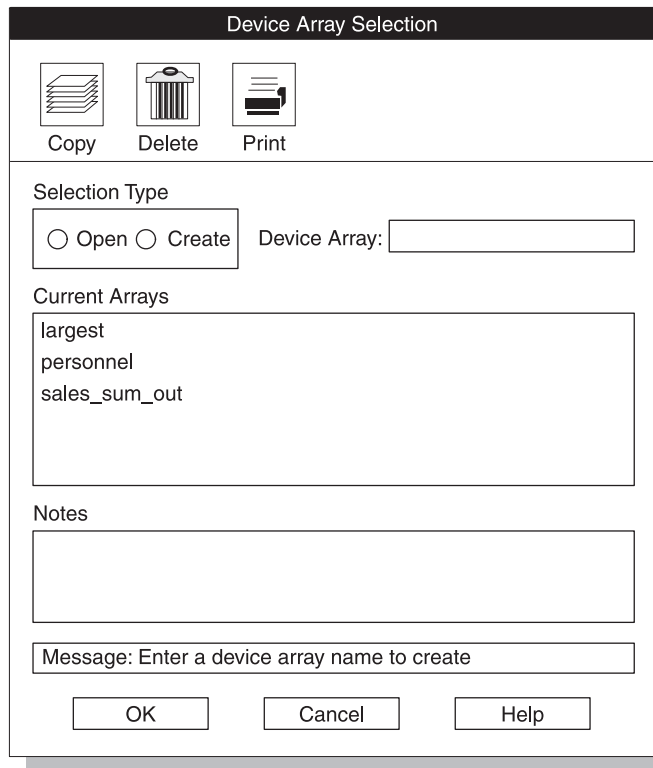 Device Array Selection
Copy Delete Print
Selection Type
Open Create Device Array:
Current Arrays
largest
personnel
sales_sum_out
Notes
Message: Enter a device array name to create
OK Cancel Help